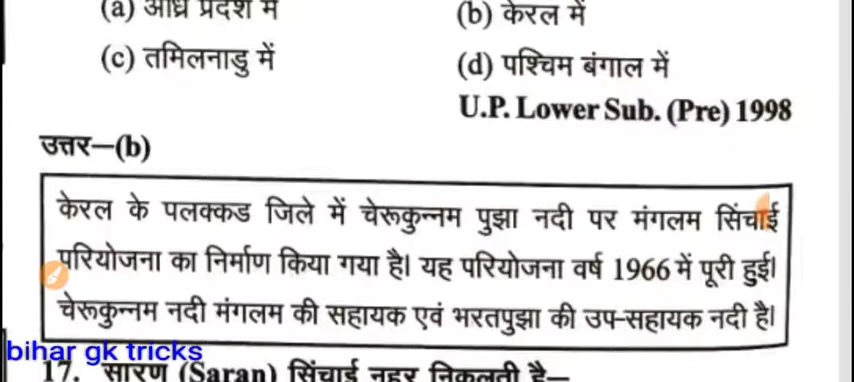 (a) आंध्र प्रदेश में
(b) केरल में
(c) तमिलनाडु में
(d) पश्चिम बंगाल में
U.P. Lower Sub. (Pre) 1998
उत्तर—(b)
केरल के पलक्कड जिले में चेरूकुन्नम पुझा नदी पर मंगलम सिंचाई
परियोजना का निर्माण किया गया है। यह परियोजना वर्ष 1966 में पूरी हुई।
चेरूकुन्नम नदी मंगलम की सहायक एवं भरतपुझा की उप-सहायक नदी है।
bihar gk tricks
17. सारण (Saran) सिंचाई नहर निकलती है—